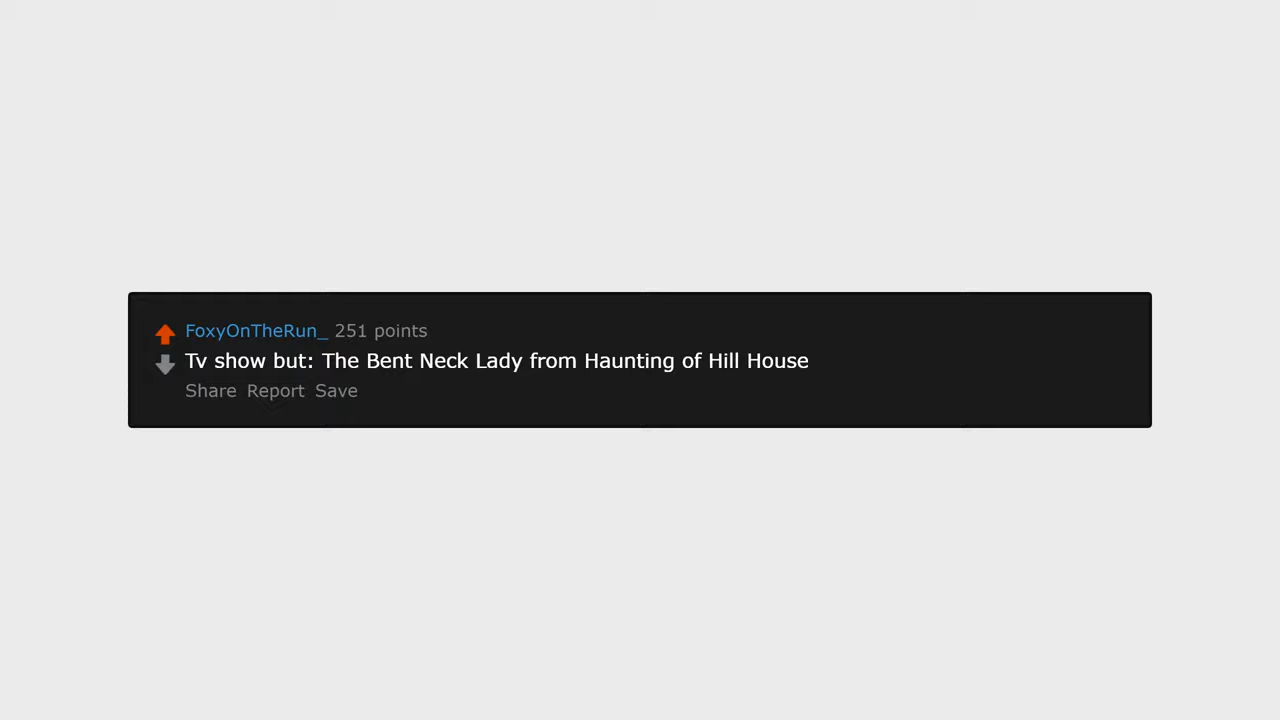 FoxyOnTheRun_ 251 points
Tv show but: The Bent Neck Lady from Haunting of Hill House
Share Report Save